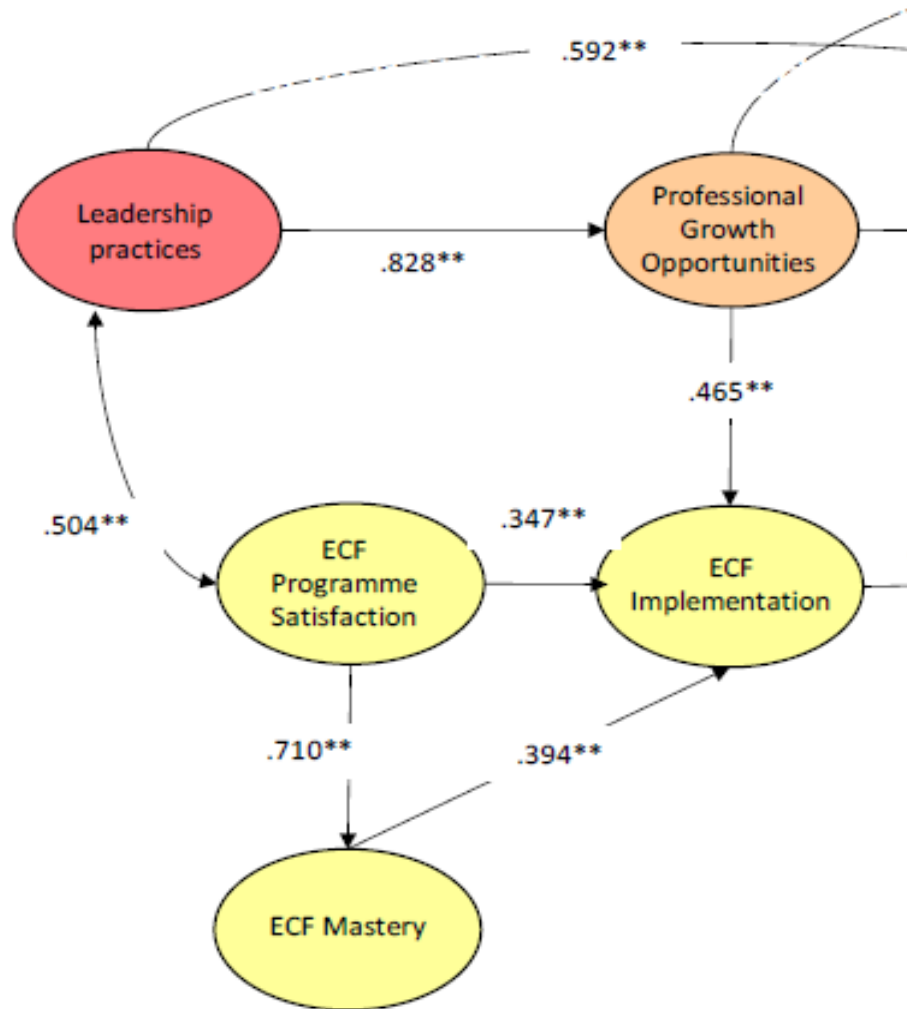 .592**
Leadership
practices
Professional
Growth
Opportunities
.828**
.465**
.504**
ECF
Programme
Satisfaction
.347**
ECF
Implementation
.710**
.394**
ECF Mastery